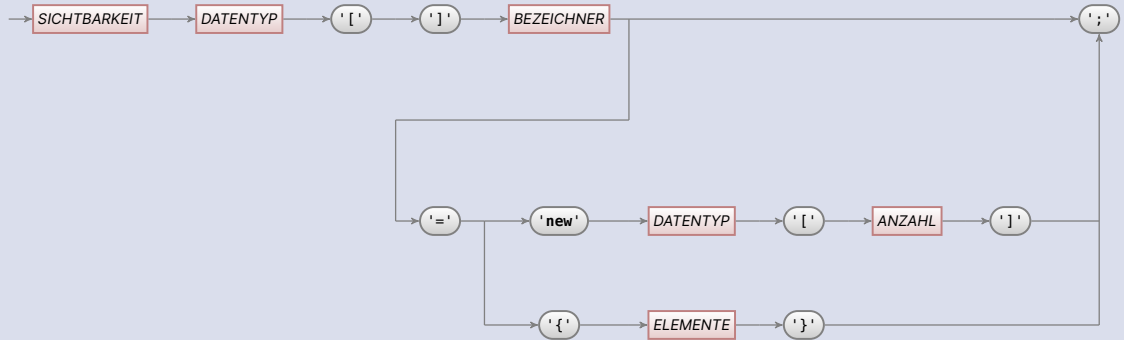 SICHTBARKEIT DATENTYP '[' ']' BEZEICHNER ';'
'=' 'new' DATENTYP '[' ANZAHL ']'
'{' ELEMENTE '}'